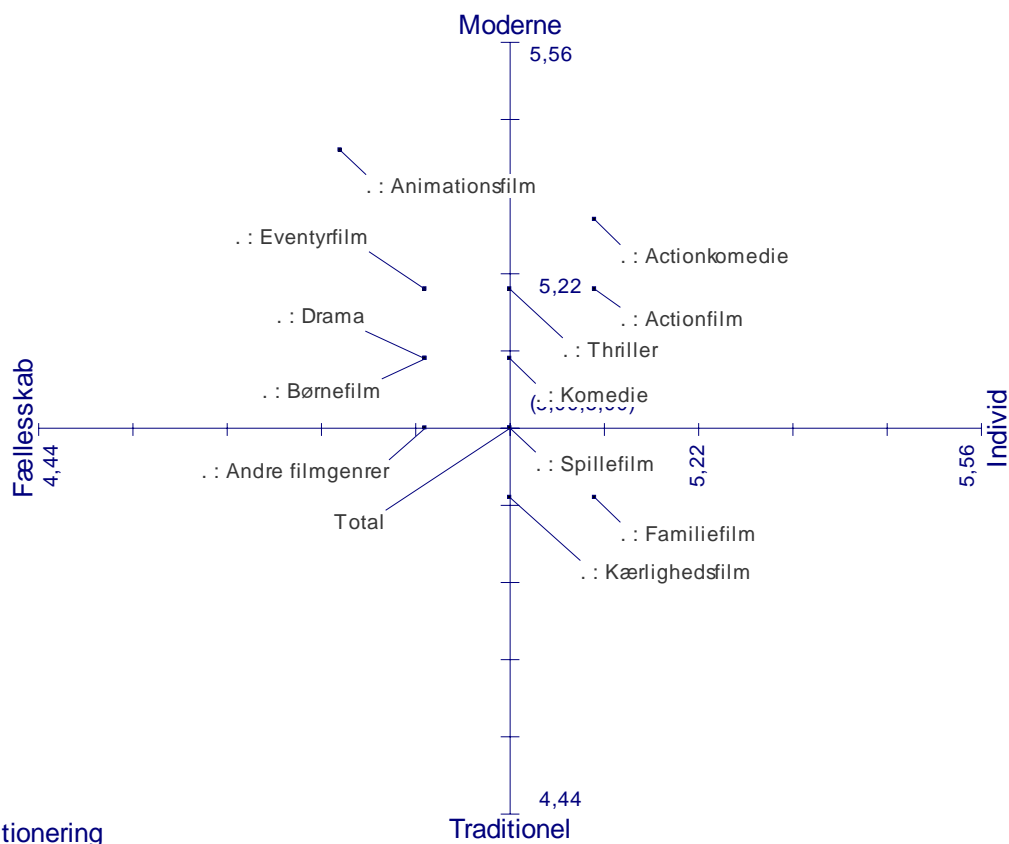 Moderne
5,56
. : Animationsfilm
. : Eventyrfilm
. : Actionkomedie
5,22
. : Drama
. : Actionfilm
. : Thriller
. : Børnefilm
. : Komedie
Fællesskab
4,44
5,22
5,56
Individ
. : Andre filmgenrer
. : Spillefilm
Total
. : Familiefilm
. : Kærlighedsfilm
4,44
Traditionel
tionering